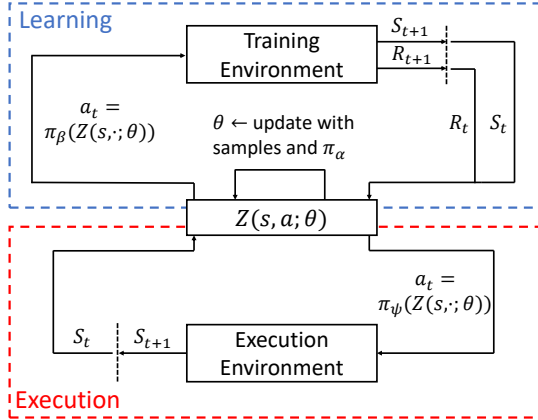 Learning
Training
Environment
S_{t+1}
R_{t+1}
a_t =
π_β(Z(s,·; θ))
θ ← update with
samples and π_α
R_t
S_t
Z(s, a; θ)
a_t =
π_ψ(Z(s,·; θ))
S_t
S_{t+1}
Execution
Environment
Execution